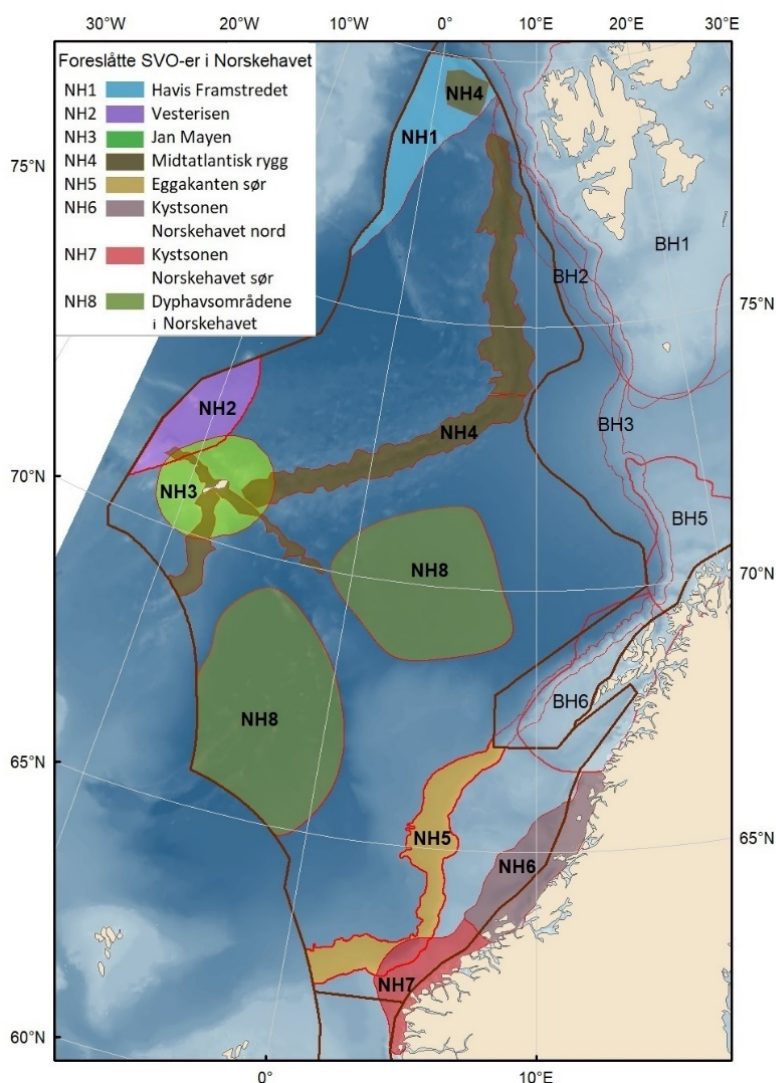 30°W 20°W 10°W 0° 10°E 20°E 30°E
Foreslåtte SVO-er i Norskehavet
NH1 Havis Framstredet
NH2 Vesterisen
NH3 Jan Mayen
NH4 Midtatlantisk rygg
NH5 Eggakanten sør
NH6 Kystsonen
Norskehavet nord
NH7 Kystsonen
Norskehavet sør
NH8 Dyphavsområdene
i Norskehavet
NH4
NH1
75°N
BH1
BH2
75°N
NH2
BH3
NH4
70°N
NH3
BH5
NH8
70°N
BH6
NH8
65°N
NH5
65°N
NH6
NH7
60°N
0° 10°E